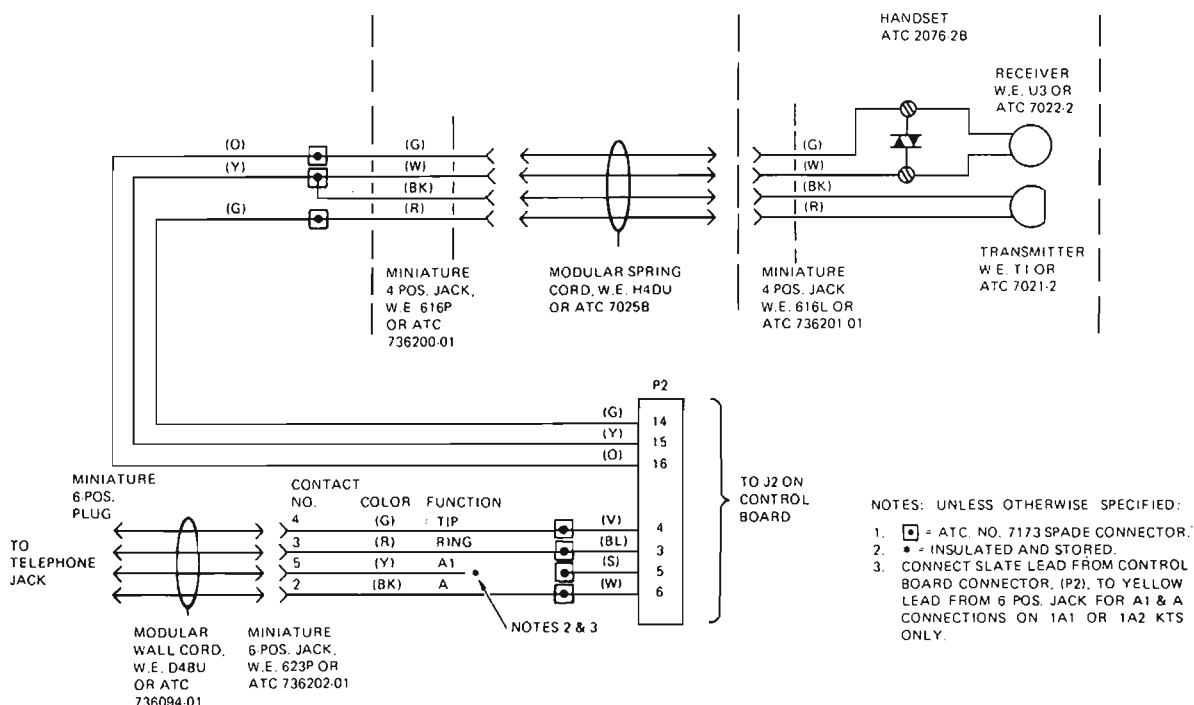 HANDSET
ATC 2076-2B
RECEIVER
W.E. U3 OR
ATC 7022-2
(O) (G) (G)
(Y) (W) (W)
(BK) (BK)
(G) (R) (R)
MINIATURE
4 POS. JACK,
W.E 616P
OR ATC
736200-01
MODULAR SPRING
CORD, W.E. H4DU
OR ATC 7025B
MINIATURE
4 POS. JACK
W.E. 616L OR
ATC 736201 01
TRANSMITTER
W E. T1 OR
ATC 7021-2
P2
(G) 14
(Y) 15
(O) 16
TO J2 ON
CONTROL
BOARD
MINIATURE
6-POS.
PLUG
TO
TELEPHONE
JACK
CONTACT
NO. COLOR FUNCTION
4 (G) TIP (V) 4
3 (R) RING (BL) 3
5 (Y) A1 (S) 5
2 (BK) A (W) 6
NOTES 2 & 3
MODULAR
WALL CORD,
W.E. D4BU
OR ATC
736094-01
MINIATURE
6-POS. JACK,
W.E. 623P OR
ATC 736202-01
NOTES: UNLESS OTHERWISE SPECIFIED:
1. = ATC. NO. 7173 SPADE CONNECTOR.
2. * = INSULATED AND STORED.
3. CONNECT SLATE LEAD FROM CONTROL
BOARD CONNECTOR, (P2), TO YELLOW
LEAD FROM 6 POS. JACK FOR A1 & A
CONNECTIONS ON 1A1 OR 1A2 KTS
ONLY.